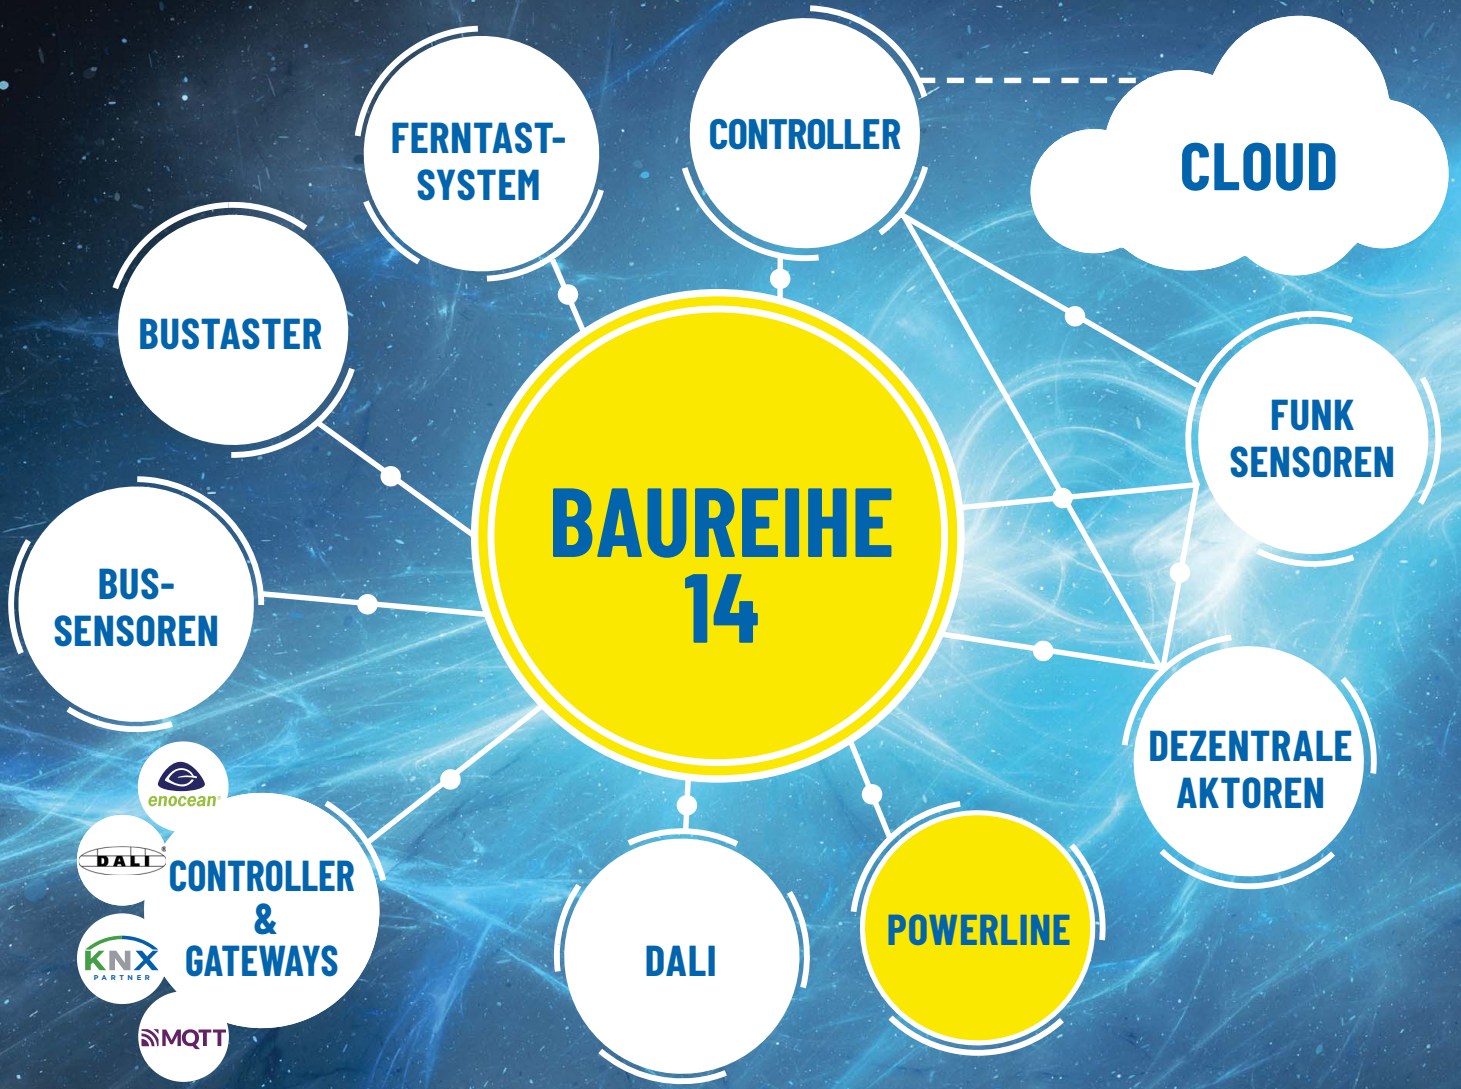 FERNTAST-
SYSTEM
CONTROLLER
CLOUD
BUSTASTER
FUNK
SENSOREN
BAUREIHE
14
BUS-
SENSOREN
DEZENTRALE
AKTOREN
enocean®
DALI®
CONTROLLER
&
GATEWAYS
KNX
PARTNER
MQTT
DALI
POWERLINE